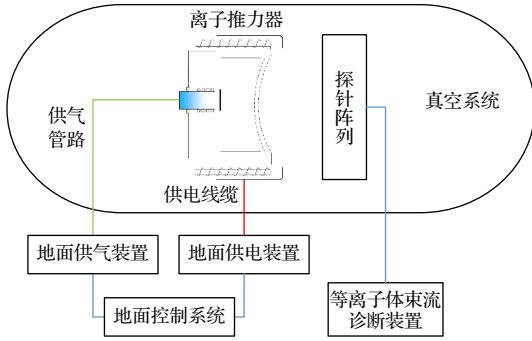 离子推力器
供气
管路
探针阵列
真空系统
供电线缆
地面供气装置
地面供电装置
地面控制系统
等离子体束流
诊断装置